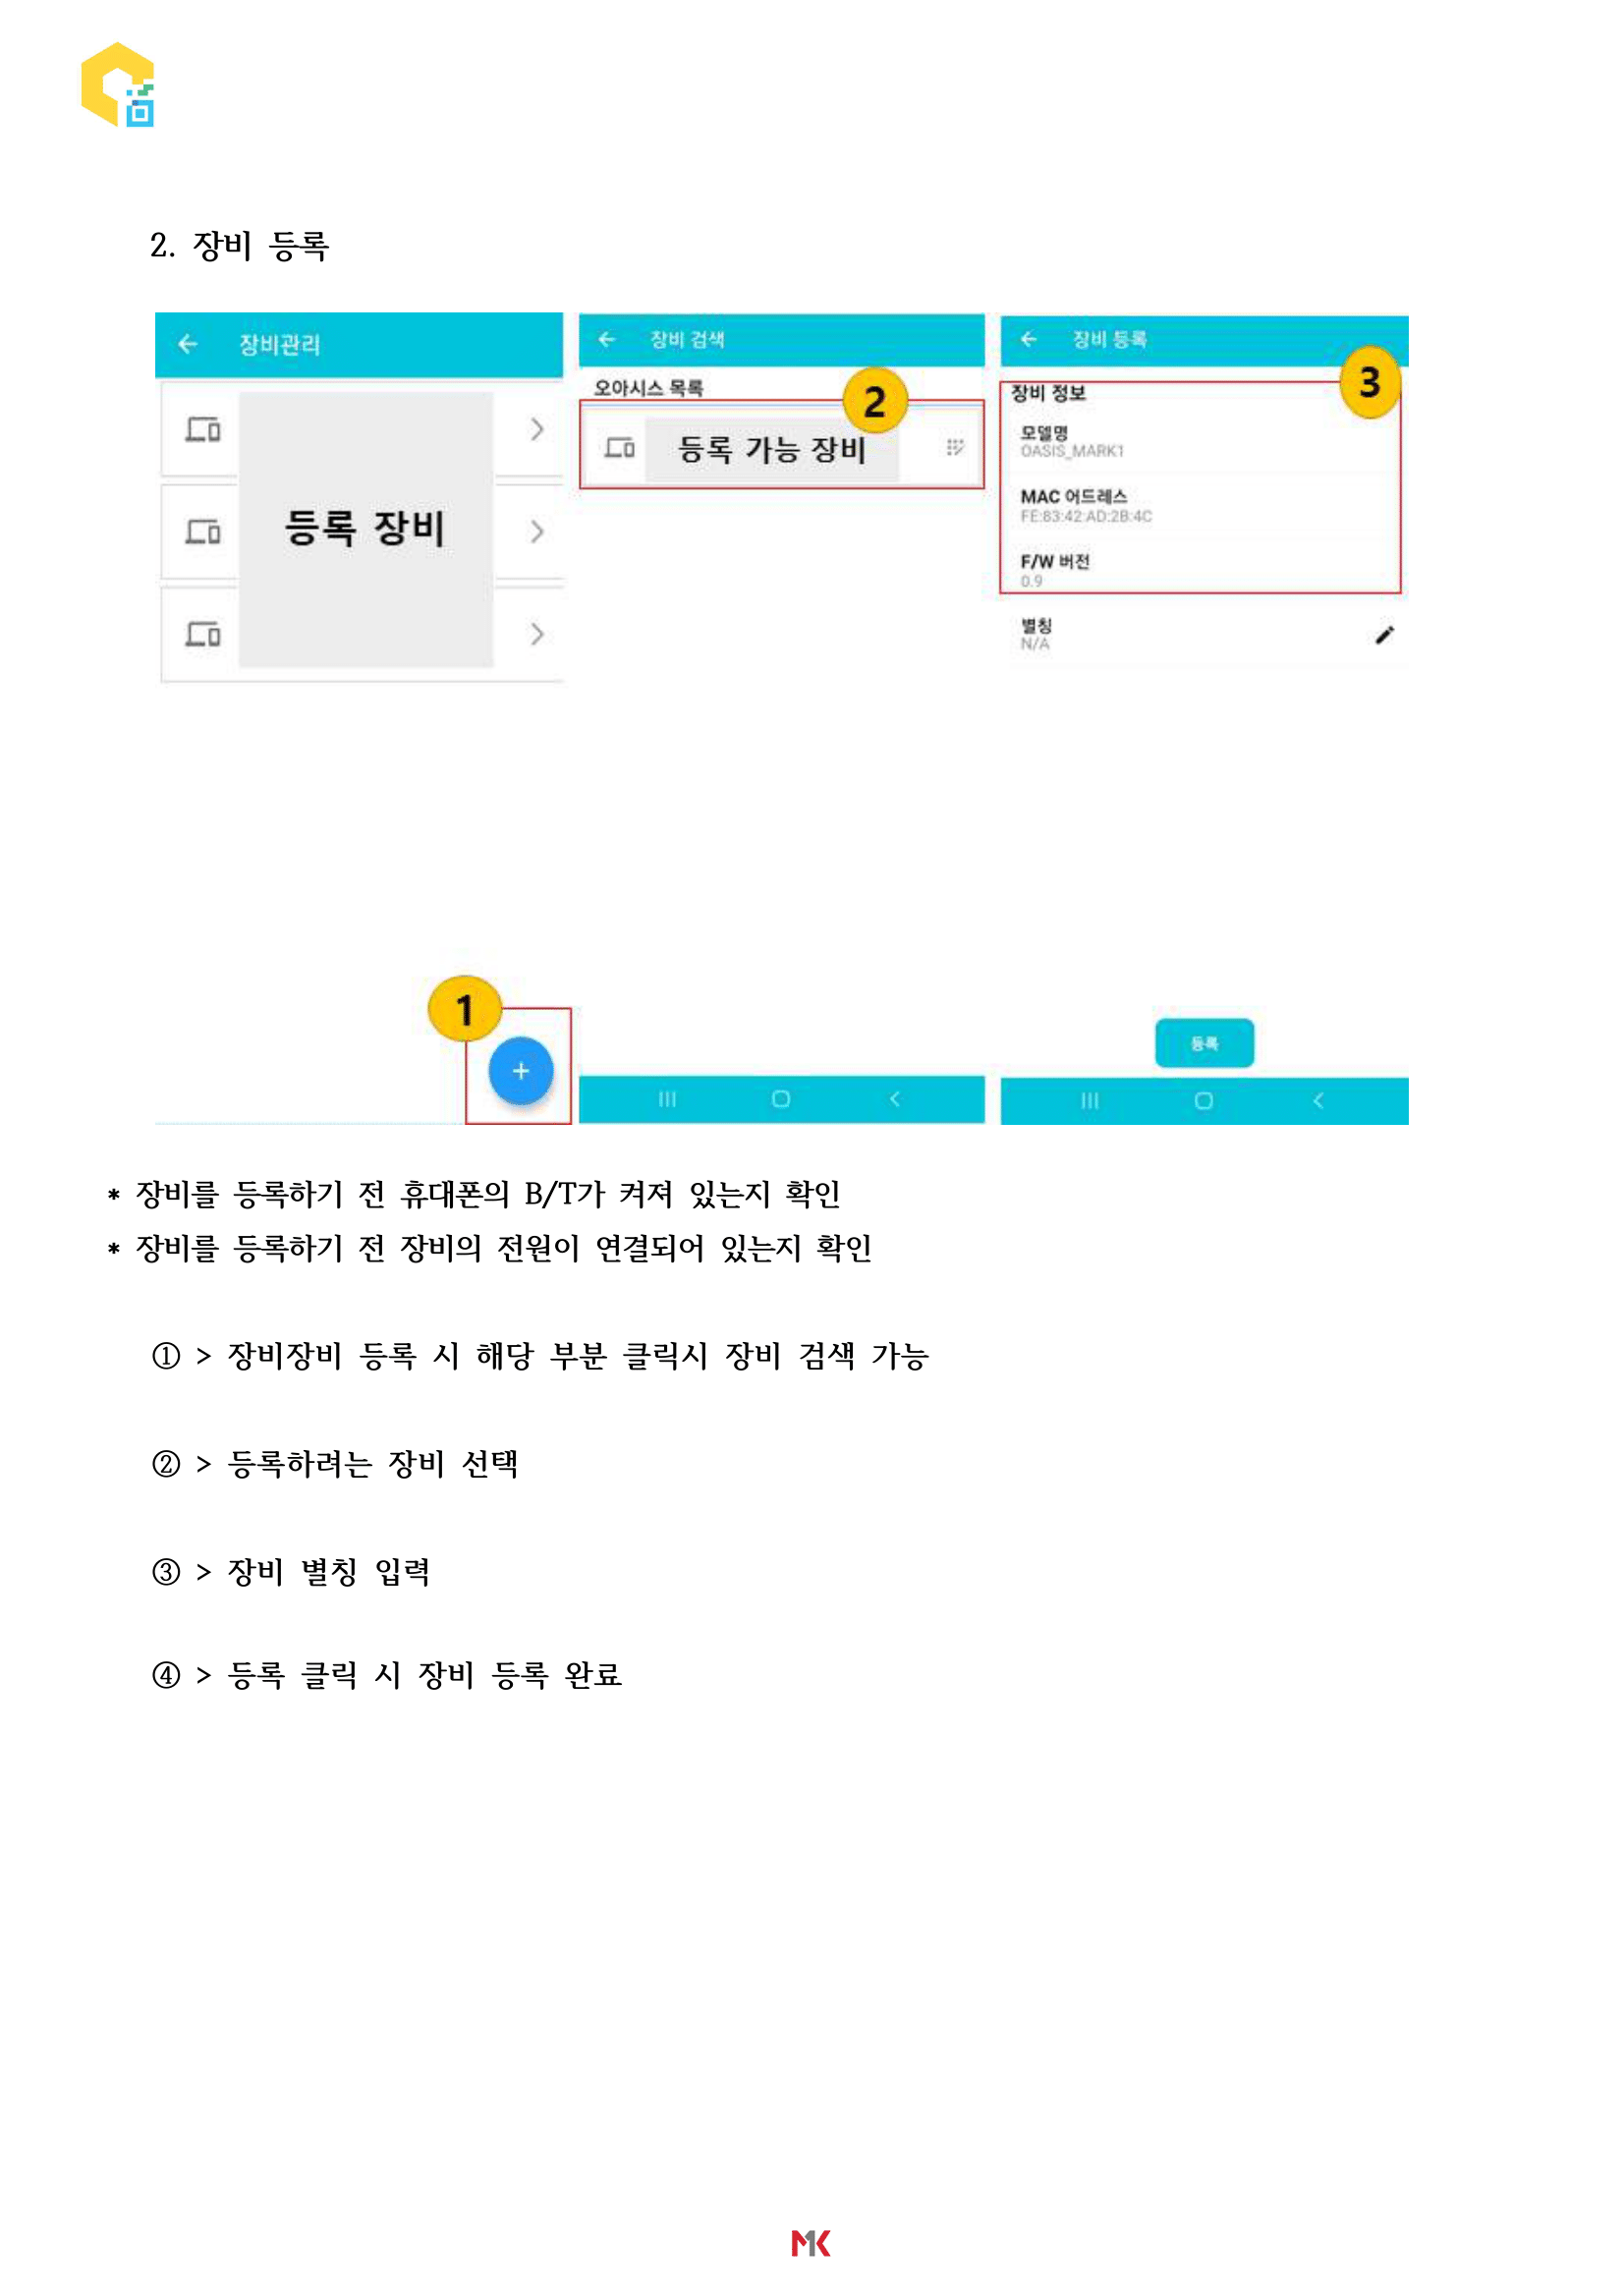 2. 장비 등록
장비관리
등록 장비
1
+
장비 검색
오아시스 목록
2
등록 가능 장비
장비 등록
3
장비 정보
모델명
OASIS_MARK1
MAC 어드레스
FE:83:42:AD:2B:4C
F/W 버전
0.9
별칭
N/A
등록
* 장비를 등록하기 전 휴대폰의 B/T가 켜져 있는지 확인
* 장비를 등록하기 전 장비의 전원이 연결되어 있는지 확인
① > 장비장비 등록 시 해당 부분 클릭시 장비 검색 가능
② > 등록하려는 장비 선택
③ > 장비 별칭 입력
④ > 등록 클릭 시 장비 등록 완료
MK